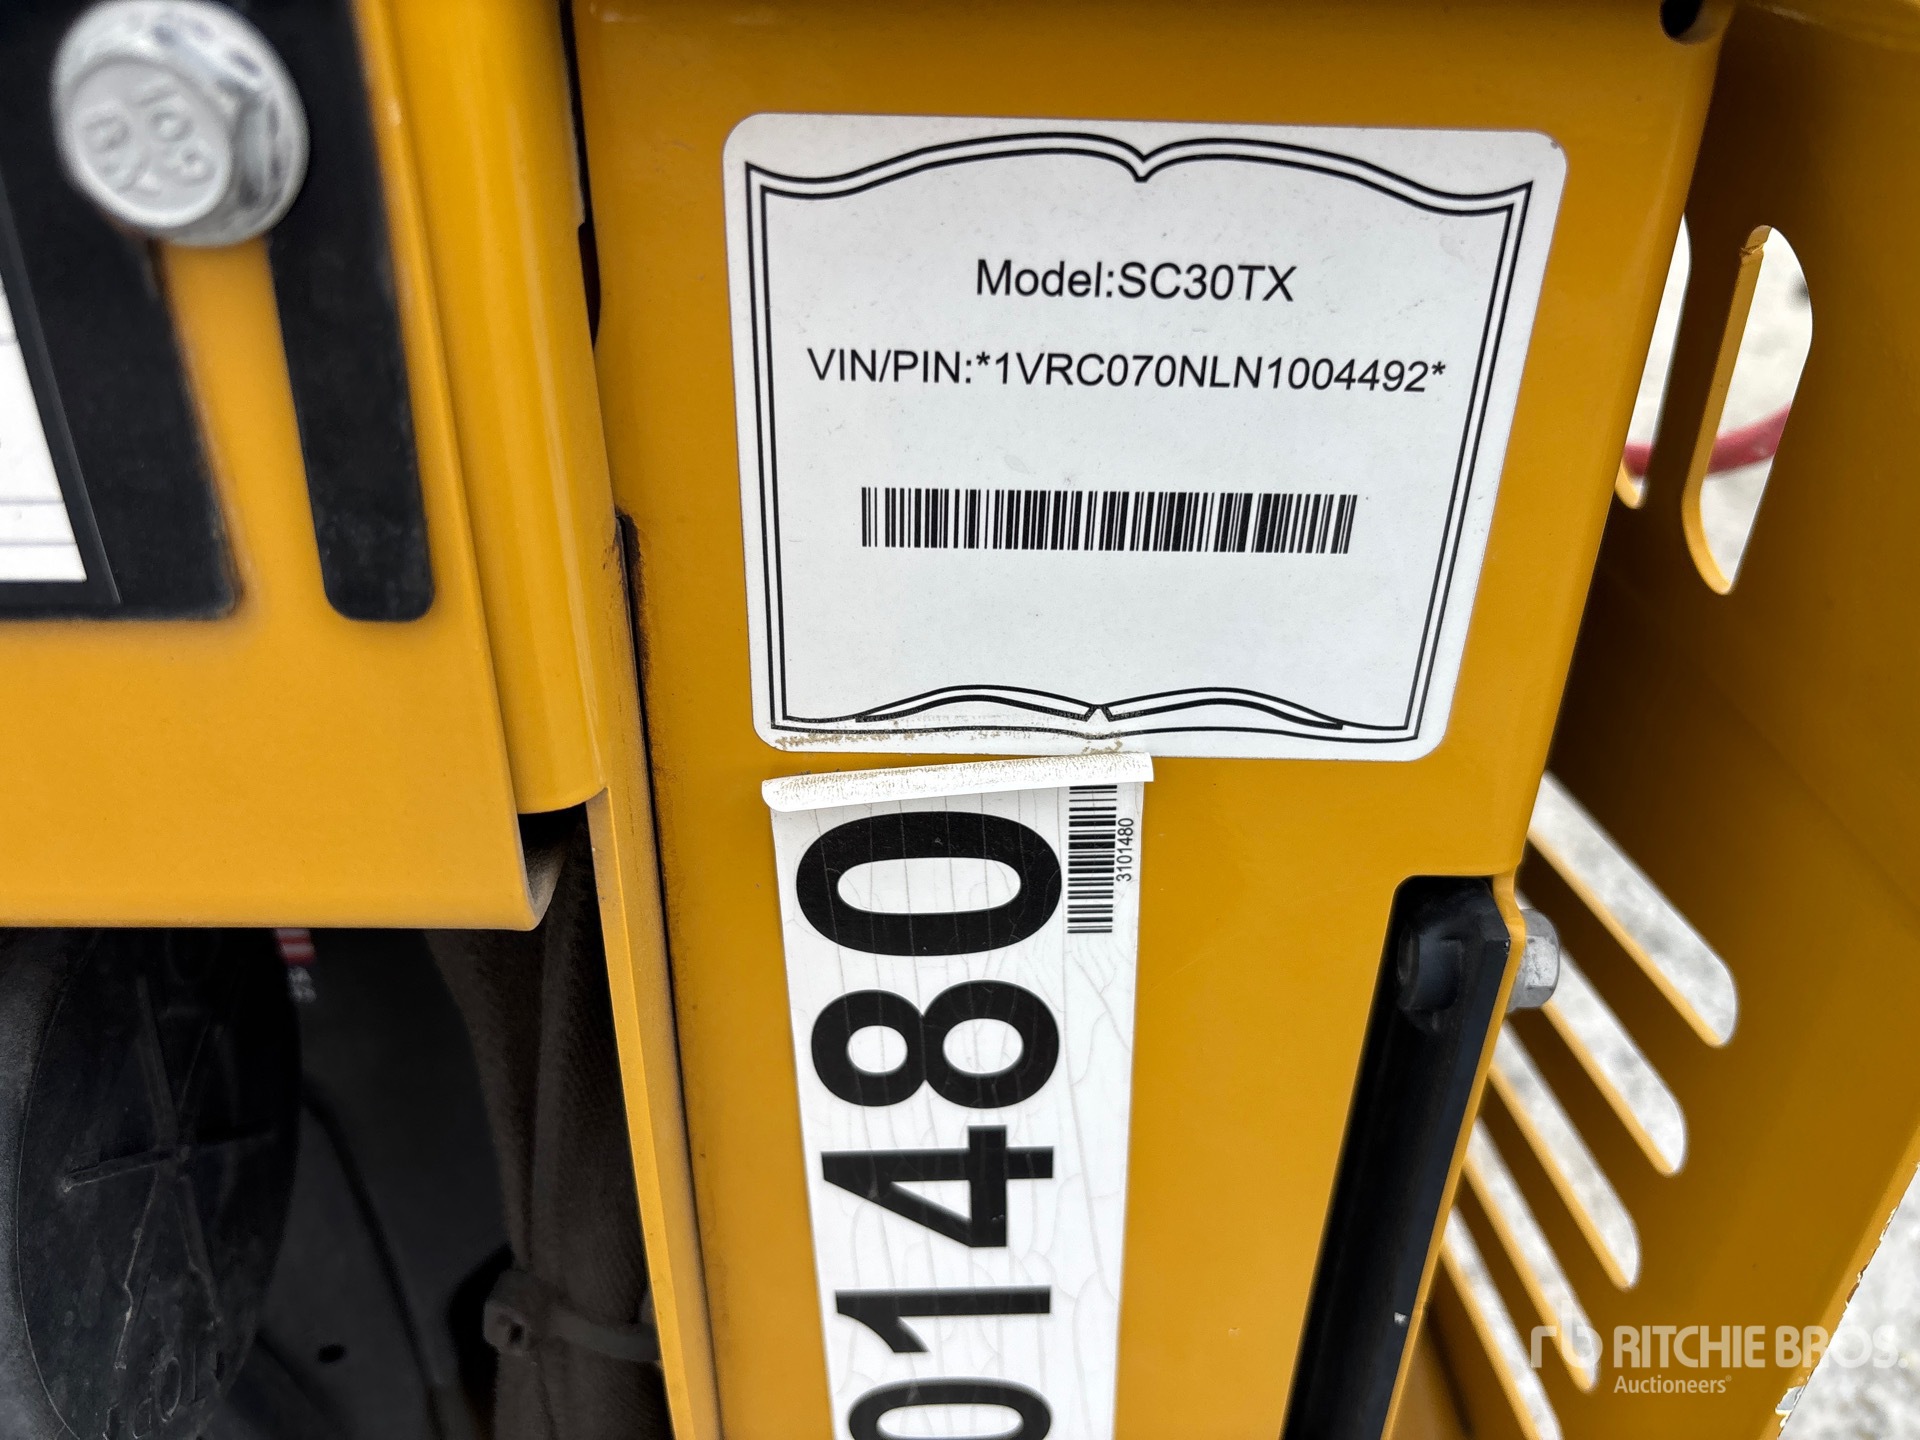 Model:SC30TX
VIN/PIN:*1VRC070NLN1004492*
3101480
01480
RITCHIE BROS.
Auctioneers